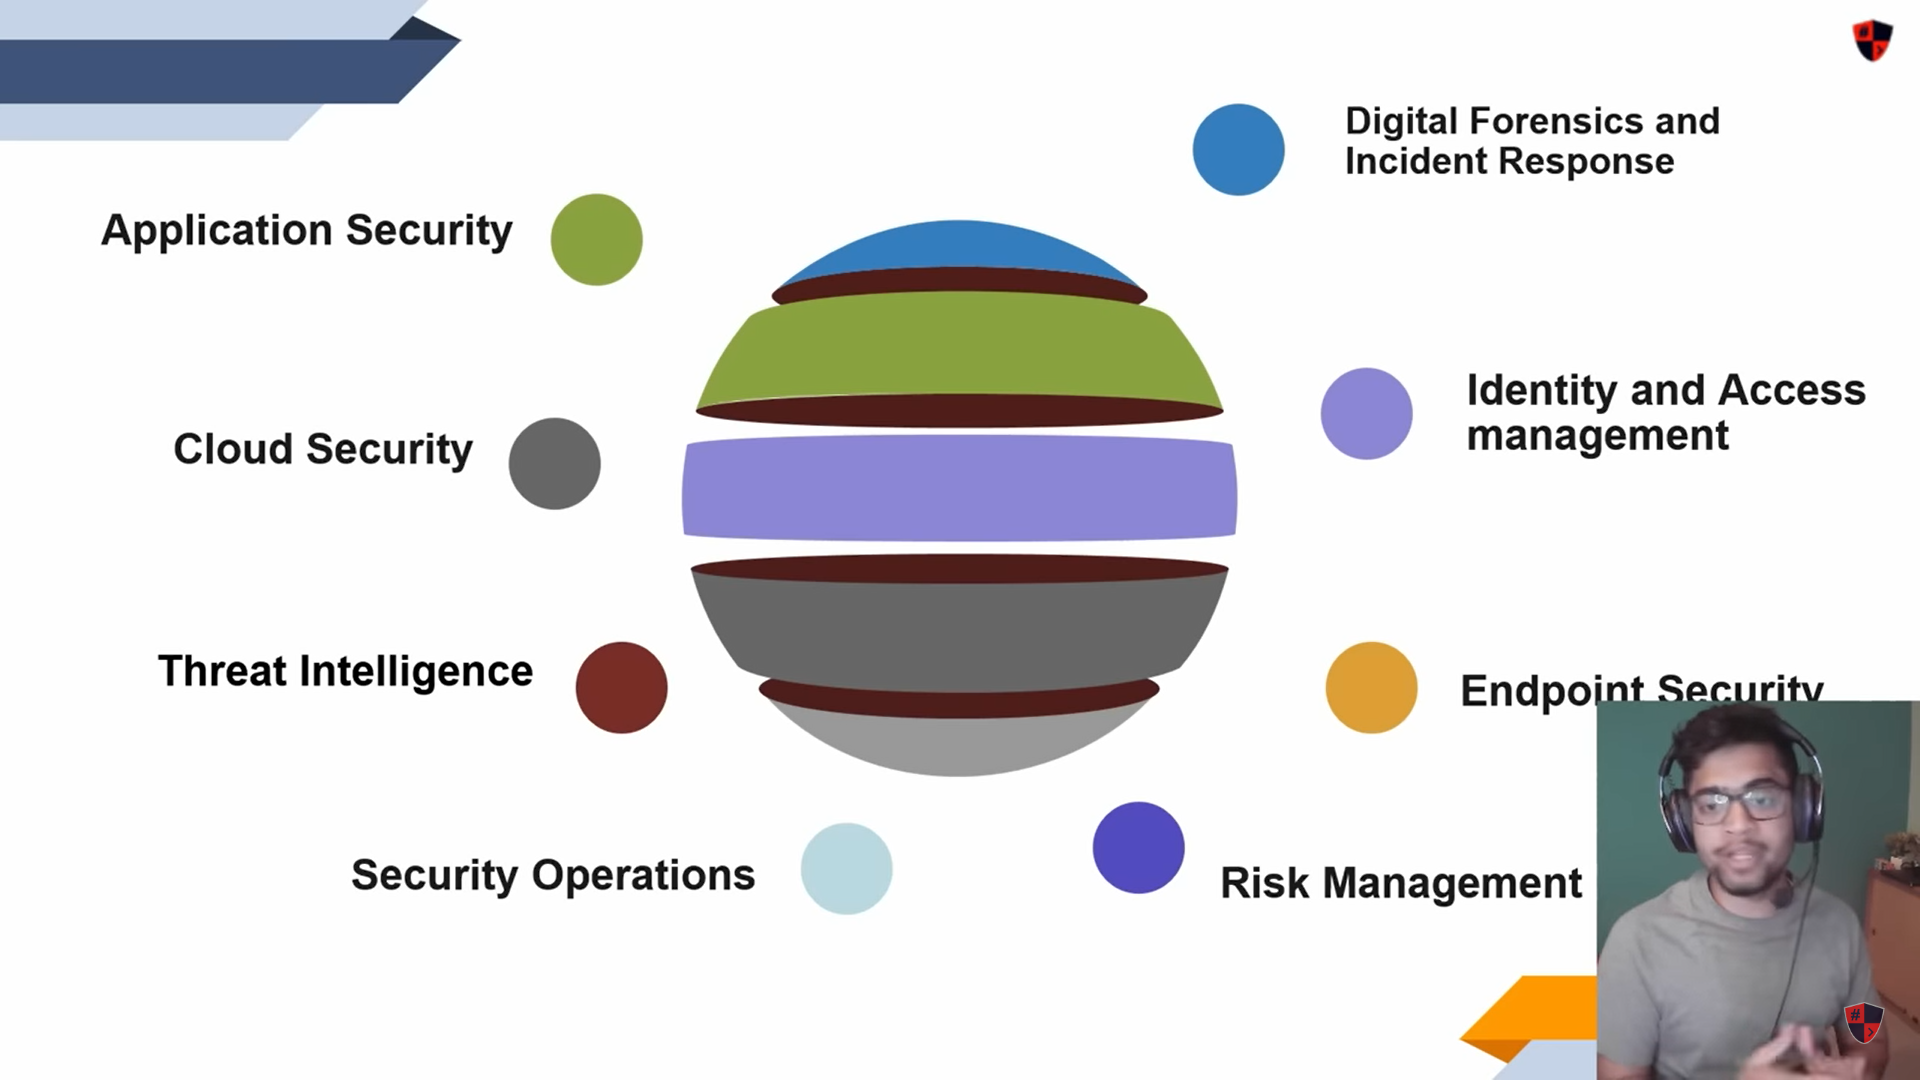 Digital Forensics and
Incident Response
Application Security
Identity and Access
management
Cloud Security
Threat Intelligence
Endpoint Security
Security Operations
Risk Management
#